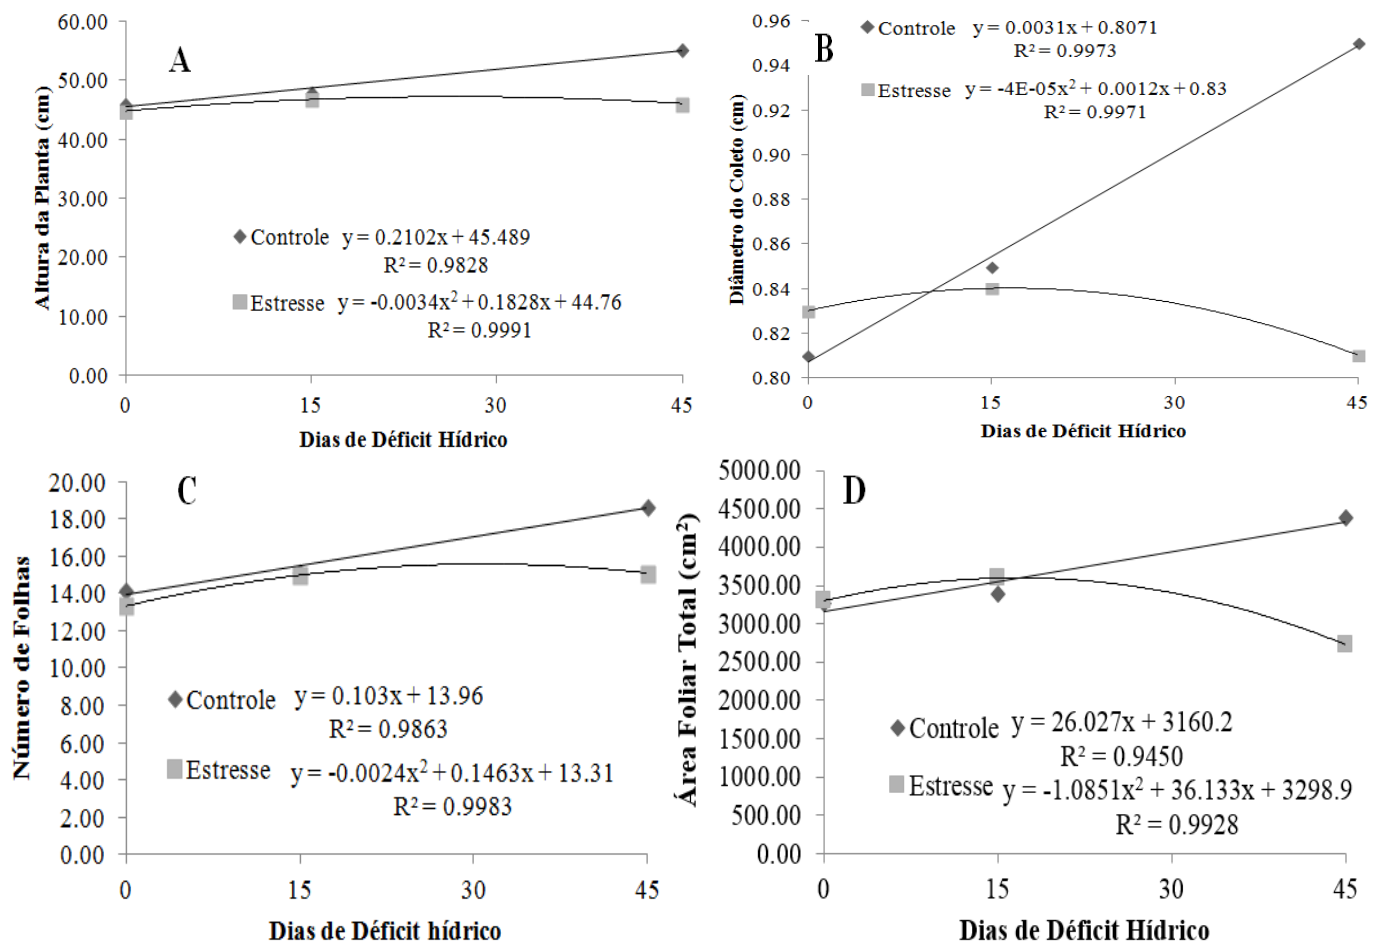 A
60.00
50.00
40.00
30.00
20.00
10.00
0.00
Altura da Planta (cm)
Controle y = 0.2102x + 45.489
R² = 0.9828
Estresse y = -0.0034x² + 0.1828x + 44.76
R² = 0.9991
0 15 30 45
Dias de Déficit Hídrico
B
0.96
0.94
0.92
0.90
0.88
0.86
0.84
0.82
0.80
Diâmetro do Coleto (cm)
Controle y = 0.0031x + 0.8071
R² = 0.9973
Estresse y = -4E-05x² + 0.0012x + 0.83
R² = 0.9971
0 15 30 45
Dias de Déficit Hídrico
C
20.00
18.00
16.00
14.00
12.00
10.00
8.00
6.00
4.00
2.00
0.00
Número de Folhas
Controle y = 0.103x + 13.96
R² = 0.9863
Estresse y = -0.0024x² + 0.1463x + 13.31
R² = 0.9983
0 15 30 45
Dias de Déficit hídrico
D
5000.00
4500.00
4000.00
3500.00
3000.00
2500.00
2000.00
1500.00
1000.00
500.00
0.00
Área Foliar Total (cm²)
Controle y = 26.027x + 3160.2
R² = 0.9450
Estresse y = -1.0851x² + 36.133x + 3298.9
R² = 0.9928
0 15 30 45
Dias de Déficit Hídrico